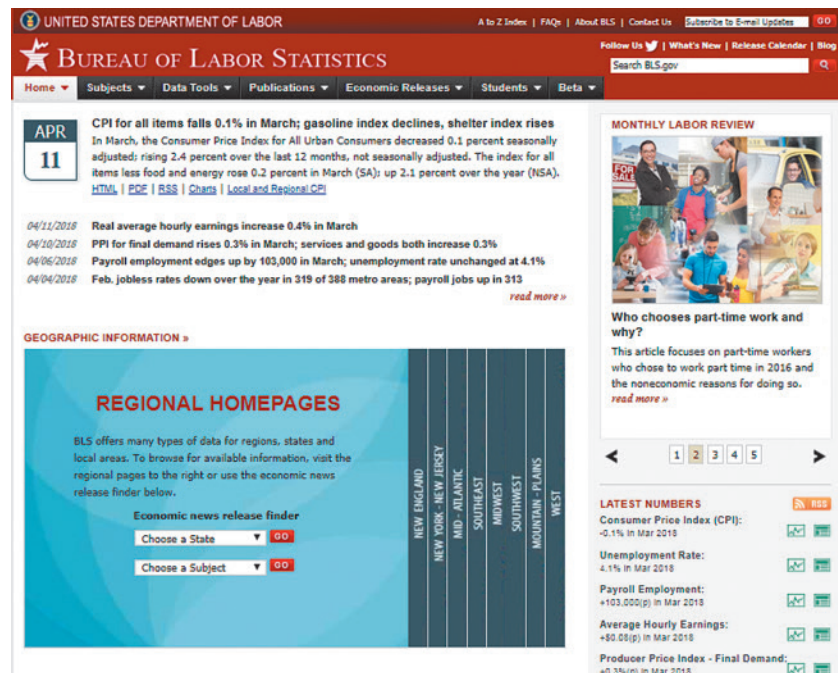 UNITED STATES DEPARTMENT OF LABOR
A to Z Index | FAQs | About BLS | Contact Us Subscribe to E-mail Updates GO
BUREAU OF LABOR STATISTICS
Follow Us | What's New | Release Calendar | Blog
Search BLS.gov
Home Subjects Data Tools Publications Economic Releases Students Beta
APR
11
CPI for all items falls 0.1% in March; gasoline index declines, shelter index rises
In March, the Consumer Price Index for All Urban Consumers decreased 0.1 percent seasonally
adjusted; rising 2.4 percent over the last 12 months, not seasonally adjusted. The index for all
items less food and energy rose 0.2 percent in March (SA); up 2.1 percent over the year (NSA).
HTML | PDF | RSS | Charts | Local and Regional CPI
04/11/2018 Real average hourly earnings increase 0.4% in March
04/10/2018 PPI for final demand rises 0.3% in March; services and goods both increase 0.3%
04/06/2018 Payroll employment edges up by 103,000 in March; unemployment rate unchanged at 4.1%
04/04/2018 Feb. jobless rates down over the year in 319 of 388 metro areas; payroll jobs up in 313
read more »
GEOGRAPHIC INFORMATION »
REGIONAL HOMEPAGES
BLS offers many types of data for regions, states and
local areas. To browse for available information, visit the
regional pages to the right or use the economic news
release finder below.
Economic news release finder
Choose a State GO
Choose a Subject GO
NEW ENGLAND
NEW YORK - NEW JERSEY
MID - ATLANTIC
SOUTHEAST
MIDWEST
SOUTHWEST
MOUNTAIN - PLAINS
WEST
MONTHLY LABOR REVIEW
FOR
SALE
Who chooses part-time work and
why?
This article focuses on part-time workers
who chose to work part time in 2016 and
the noneconomic reasons for doing so.
read more »
1 2 3 4 5
LATEST NUMBERS RSS
Consumer Price Index (CPI):
-0.1% in Mar 2018
Unemployment Rate:
4.1% in Mar 2018
Payroll Employment:
+103,000(p) in Mar 2018
Average Hourly Earnings:
+$0.08(p) in Mar 2018
Producer Price Index - Final Demand:
+0.3%(p) in Mar 2018